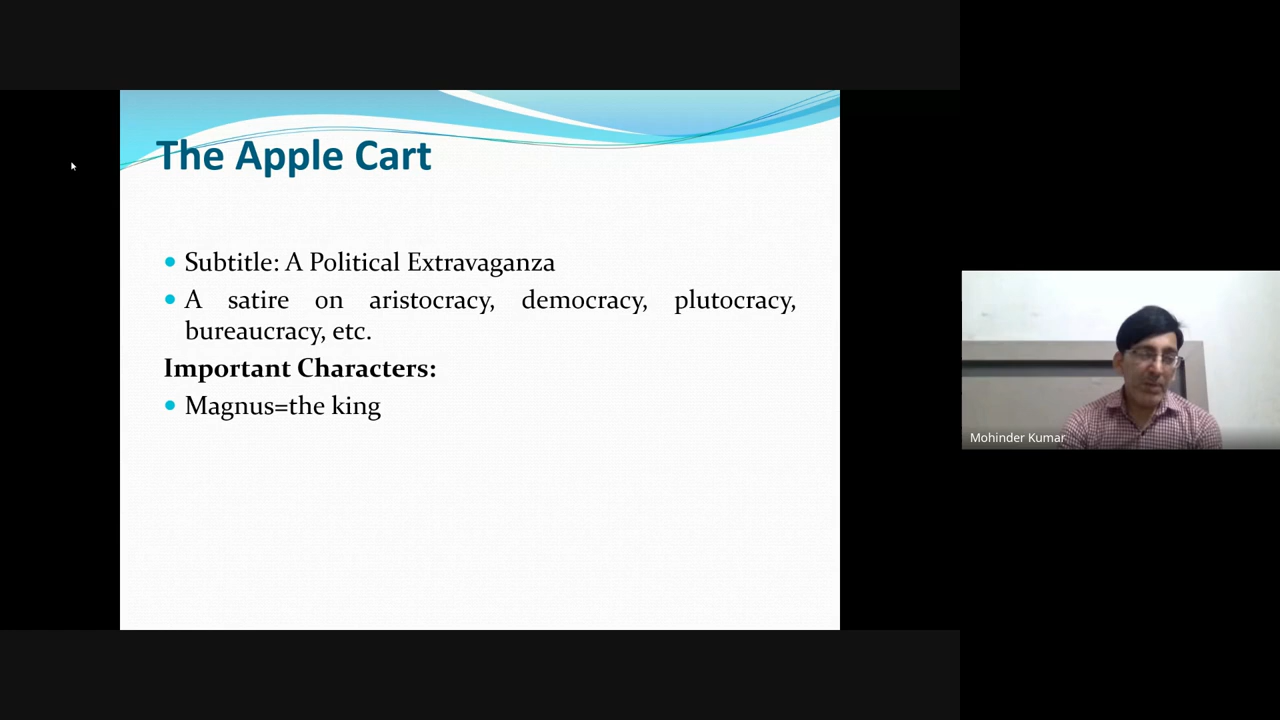 The Apple Cart
Subtitle: A Political Extravaganza
A satire on aristocracy, democracy, plutocracy,
bureaucracy, etc.
Important Characters:
Magnus=the king
Mohinder Kumar